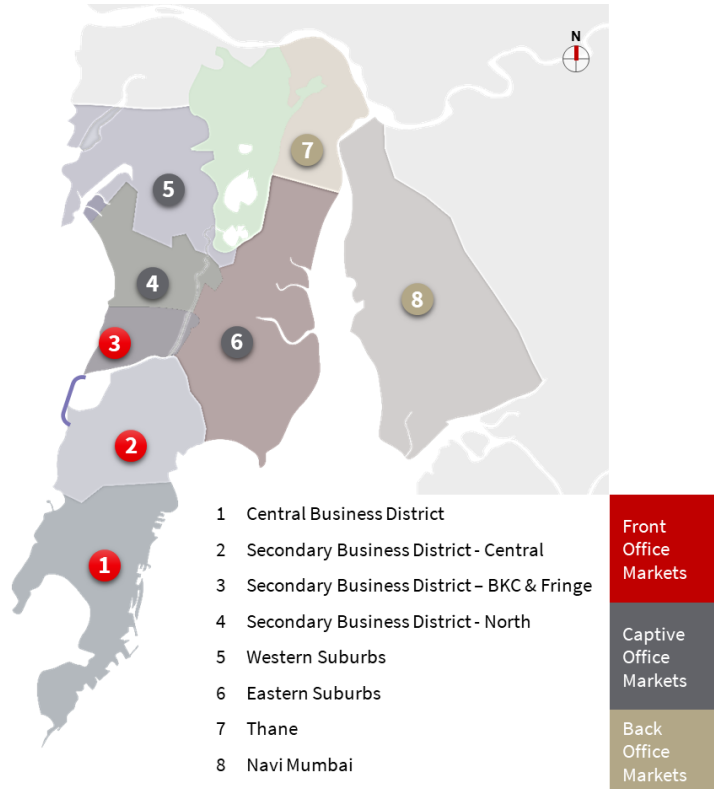 N
7
5
4
8
3
6
2
1
1 Central Business District
2 Secondary Business District - Central
3 Secondary Business District – BKC & Fringe
4 Secondary Business District - North
5 Western Suburbs
6 Eastern Suburbs
7 Thane
8 Navi Mumbai
Front
Office
Markets
Captive
Office
Markets
Back
Office
Markets